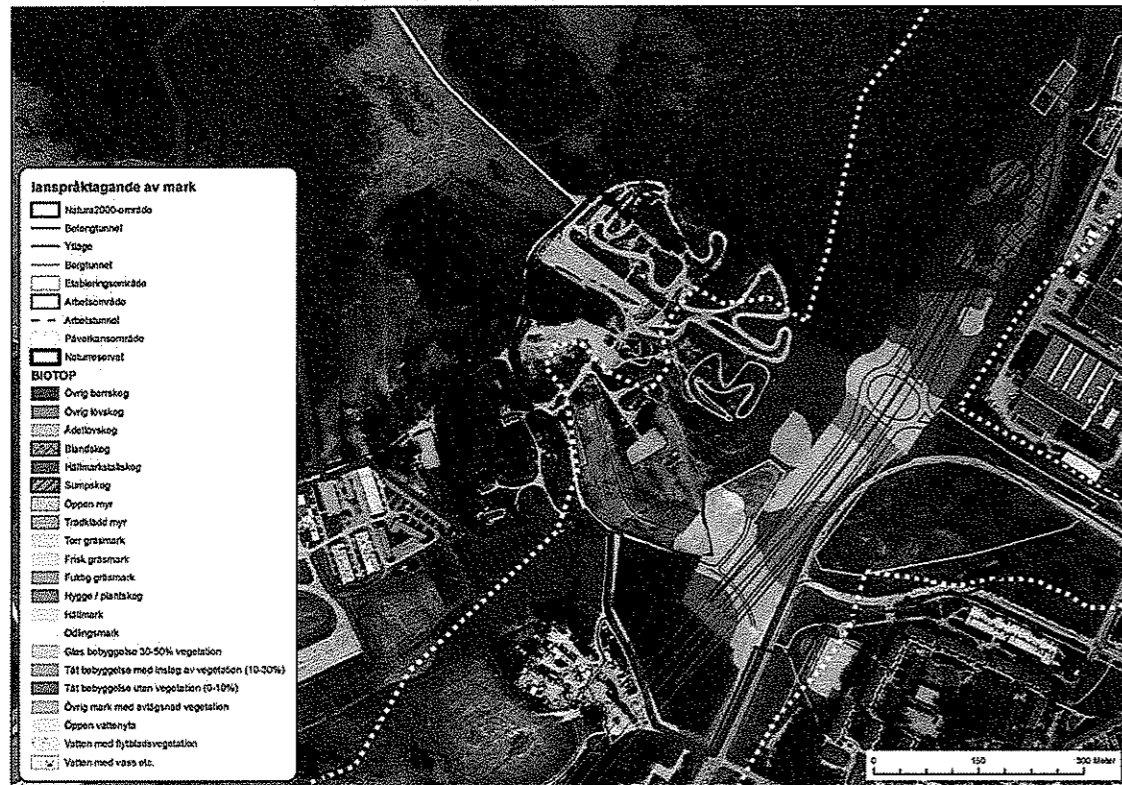 Ianspråktagande av mark
Natura2000-område
Betongtunnel
Ytläge
Bergtunnel
Etableringsområde
Arbetsområde
Arbetstunnel
Påverkansområde
Naturreservat
BIOTOP
Övrig barrskog
Övrig lövskog
Ädellövskog
Blandskog
Hällmarkstallskog
Sumpskog
Öppen myr
Trädklädd myr
Torr gräsmark
Frisk gräsmark
Fuktig gräsmark
Hygge / plantskog
Hällmark
Odlingsmark
Gles bebyggelse 30-50% vegetation
Tät bebyggelse med inslag av vegetation (10-30%)
Tät bebyggelse utan vegetation (0-10%)
Övrig mark med avlägsnad vegetation
Öppen vattenyta
Vatten med flytbladsvegetation
Vatten med vass etc.
0 150 300 Meter